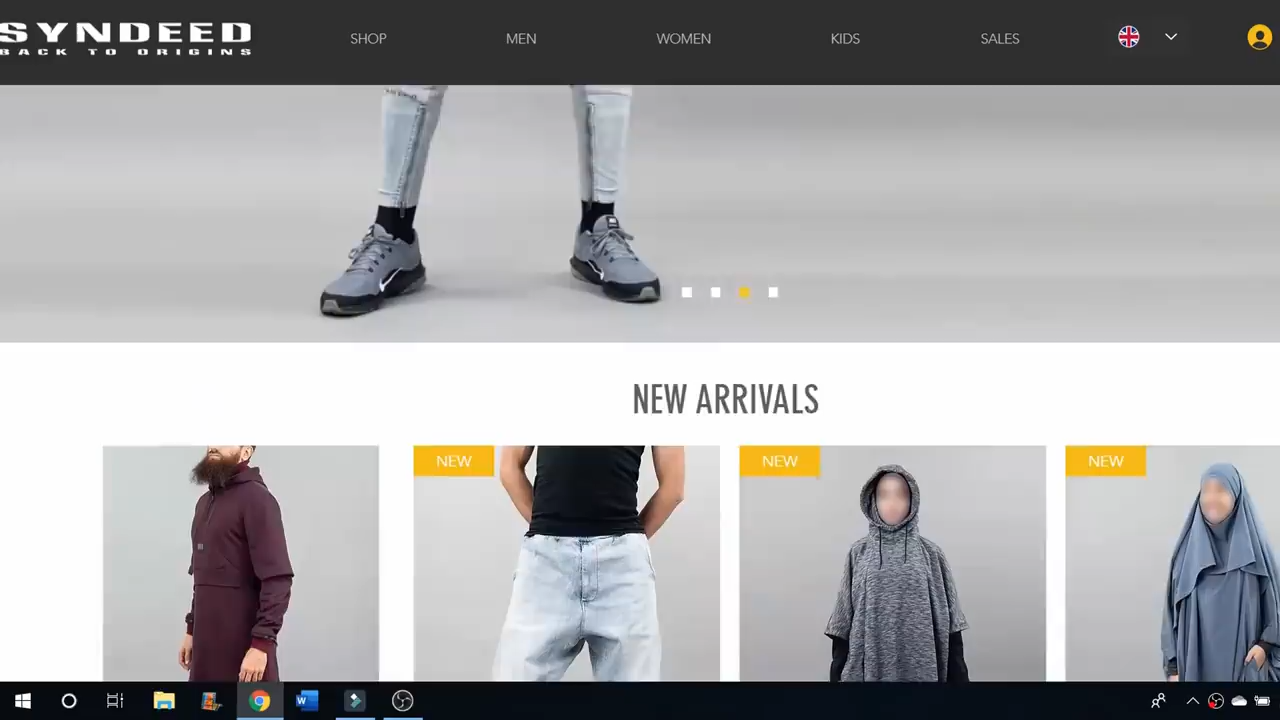 SYNDEED
BACK TO ORIGINS
SHOP
MEN
WOMEN
KIDS
SALES
NEW ARRIVALS
NEW
NEW
NEW